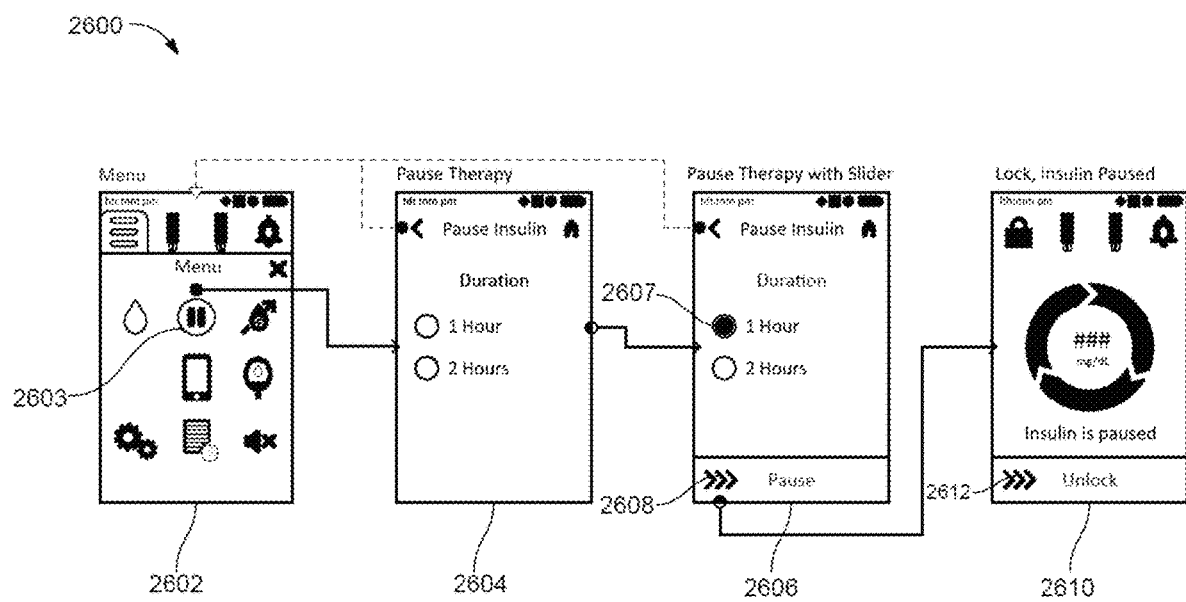 2600
Menu
Menu
2603
2602
Pause Therapy
Pause Insulin
Duration
1 Hour
2 Hours
2604
Pause Therapy with Slider
Pause Insulin
Duration
2607
1 Hour
2 Hours
2608
Pause
2606
Lock, Insulin Paused
###
mg/dL
Insulin is paused
2612
Unlock
2610